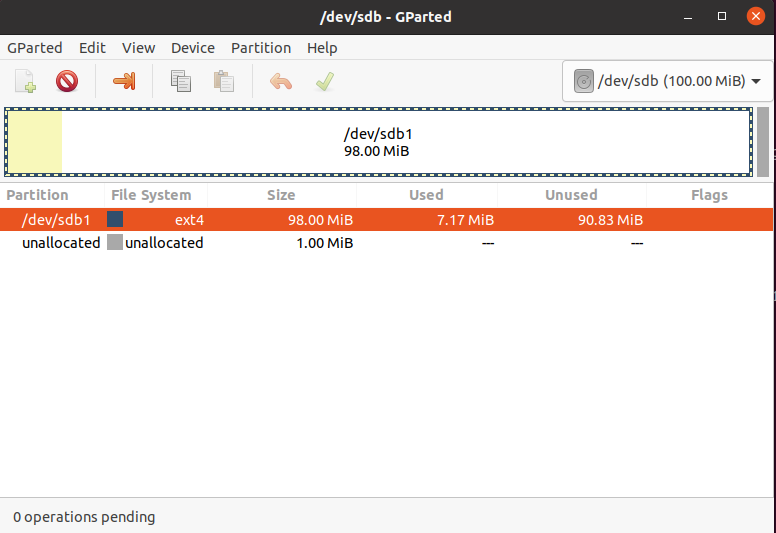 /dev/sdb - GParted
GParted Edit View Device Partition Help
/dev/sdb (100.00 MiB)
/dev/sdb1
98.00 MiB
Partition File System Size Used Unused Flags
/dev/sdb1 ext4 98.00 MiB 7.17 MiB 90.83 MiB
unallocated unallocated 1.00 MiB --- ---
0 operations pending